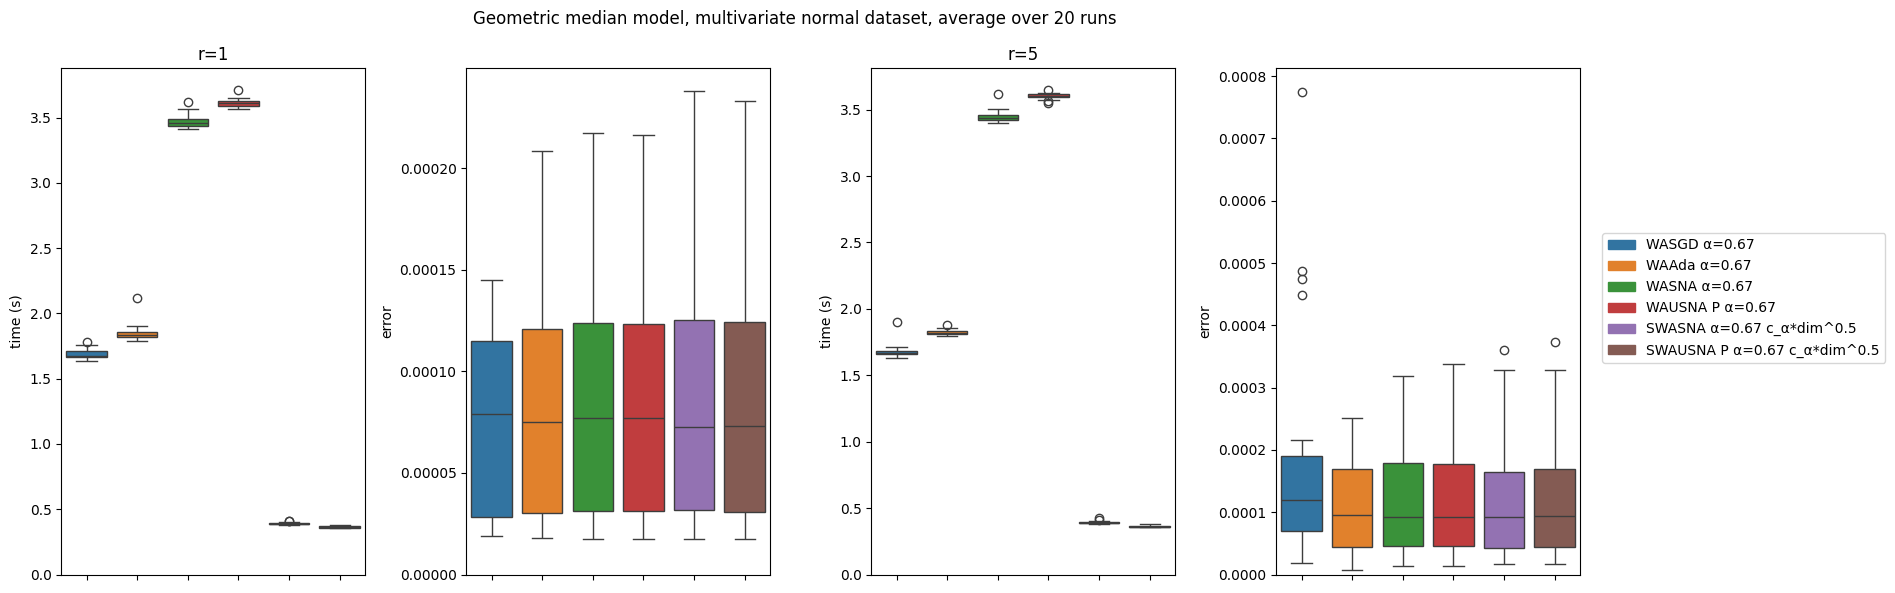 Geometric median model, multivariate normal dataset, average over 20 runs
r=1
time (s)
3.5
3.0
2.5
2.0
1.5
1.0
0.5
0.0
error
0.00020
0.00015
0.00010
0.00005
0.00000
r=5
time (s)
3.5
3.0
2.5
2.0
1.5
1.0
0.5
0.0
error
0.0008
0.0007
0.0006
0.0005
0.0004
0.0003
0.0002
0.0001
0.0000
WASGD α=0.67
WAAda α=0.67
WASNA α=0.67
WAUSNA P α=0.67
SWASNA α=0.67 c_α*dim^0.5
SWAUSNA P α=0.67 c_α*dim^0.5